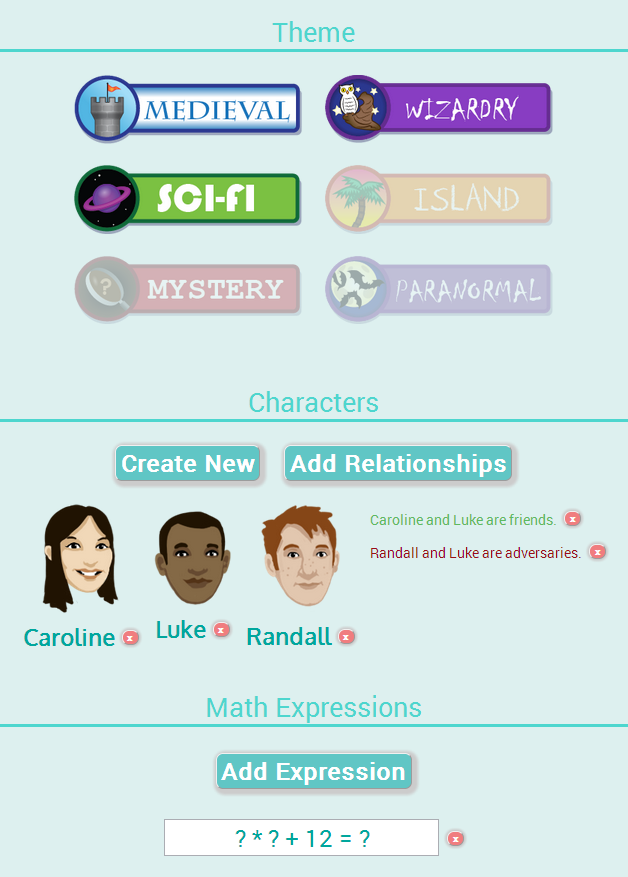 Theme
MEDIEVAL
WIZARDRY
SCI-FI
ISLAND
?
MYSTERY
PARANORMAL
Characters
Create New
Add Relationships
Caroline and Luke are friends. x
Randall and Luke are adversaries. x
Caroline x
Luke x
Randall x
Math Expressions
Add Expression
? * ? + 12 = ? x